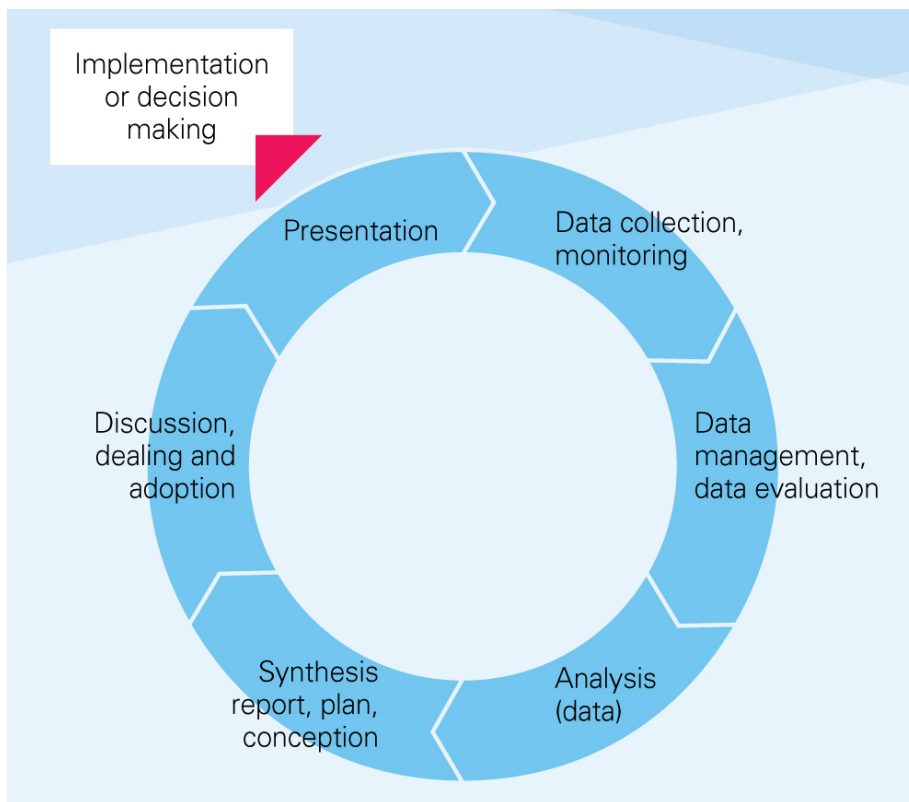 Implementation
or decision
making
Presentation
Data collection,
monitoring
Data
management,
data evaluation
Analysis
(data)
Synthesis
report, plan,
conception
Discussion,
dealing and
adoption